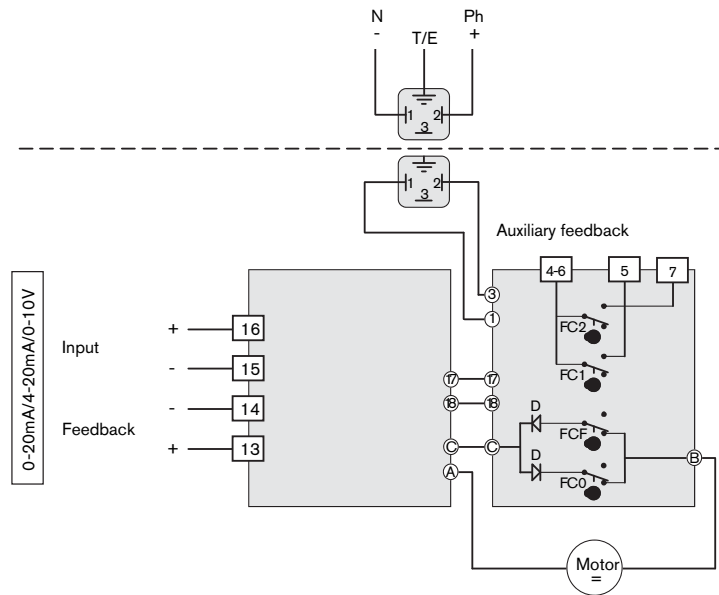 N
-
T/E
Ph
+
1 2
3
1 2
3
Auxiliary feedback
4-6 5 7
3
1
FC2
FC1
0-20mA/4-20mA/0-10V
Input
+ 16
- 15
Feedback
- 14
+ 13
17 17
18 18
C C
A
D
FCF
D
FC0
B
Motor
=